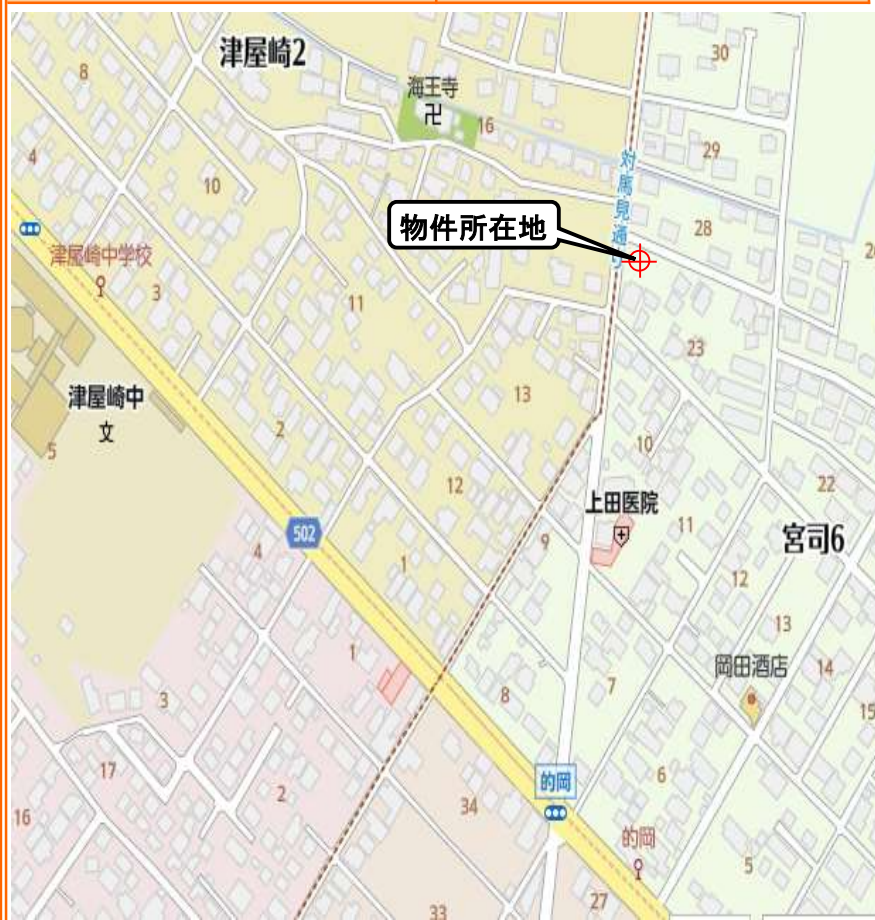 津屋崎2
30
8
海王寺
卍
16
4
対馬見通り
29
10
物件所在地
28
津屋崎中学校
3
11
23
津屋崎中
文
13
2
10
5
12
22
上田医院
502
9
11
宮司6
4
1
12
13
1
岡田酒店
14
7
3
8
15
17
的岡
6
2
34
16
的岡
5
27
33